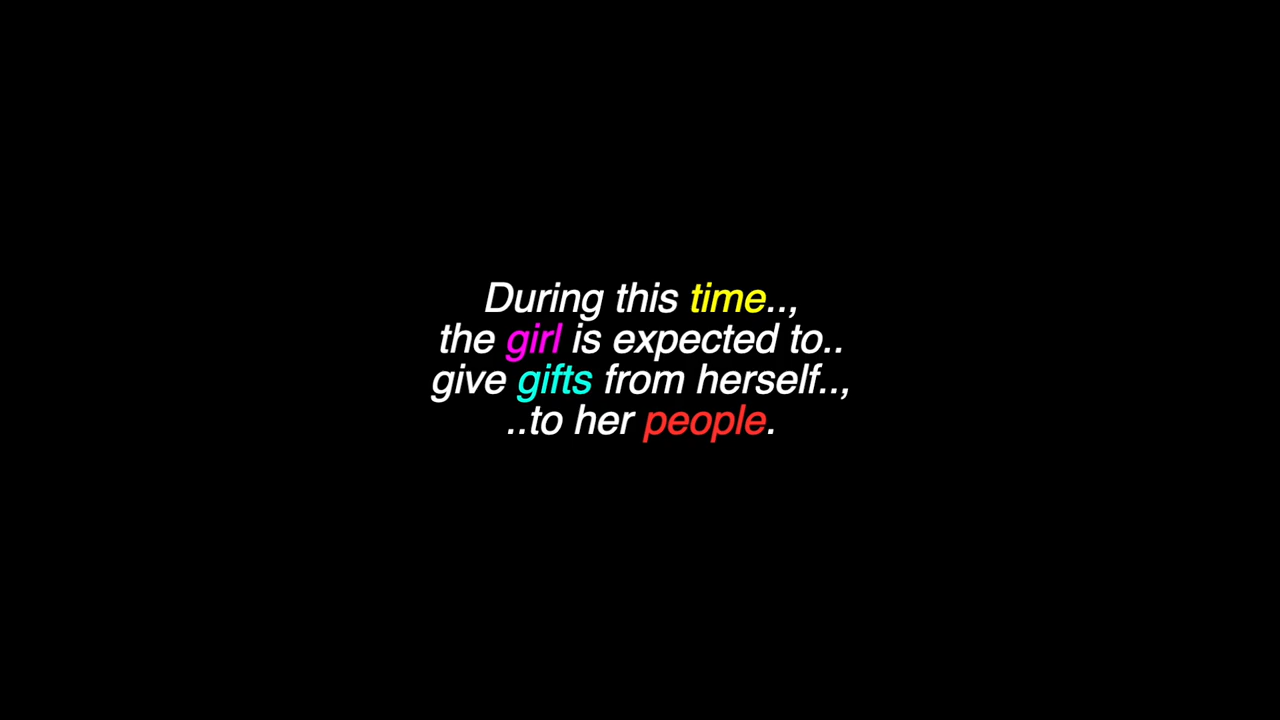 During this time..,
the girl is expected to..
give gifts from herself..,
..to her people.